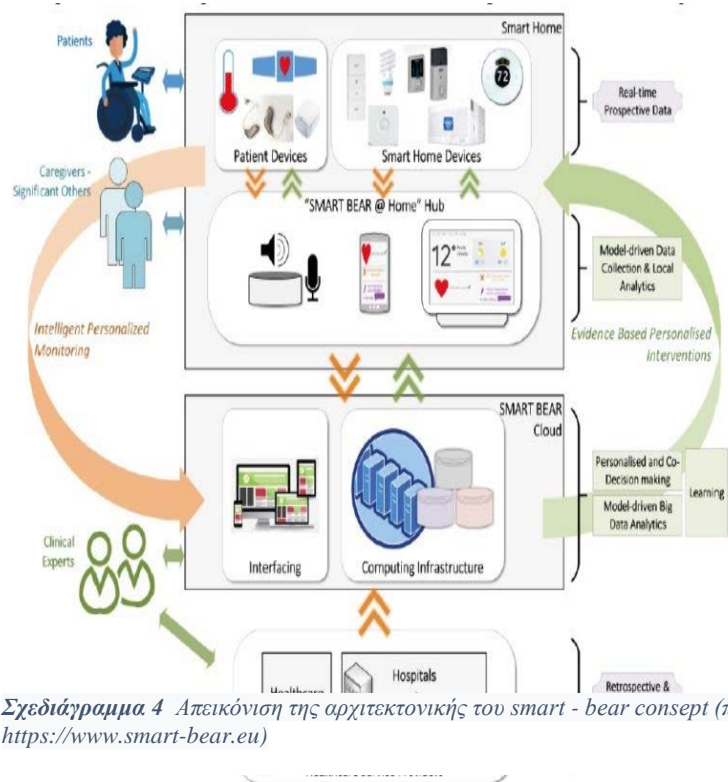 Smart Home
Patients
72
Real-time
Prospective Data
Patient Devices
Smart Home Devices
Caregivers -
Significant Others
"SMART BEAR @ Home" Hub
12°
Model-driven Data
Collection & Local
Analytics
Intelligent Personalized
Monitoring
Evidence Based Personalised
Interventions
SMART BEAR
Cloud
Personalised and Co-
Decision making
Learning
Model-driven Big
Data Analytics
Clinical
Experts
Interfacing
Computing Infrastructure
Hospitals
Healthcare
Retrospective &
Σχεδιάγραμμα 4 Απεικόνιση της αρχιτεκτονικής του smart - bear consept
https://www.smart-bear.eu)